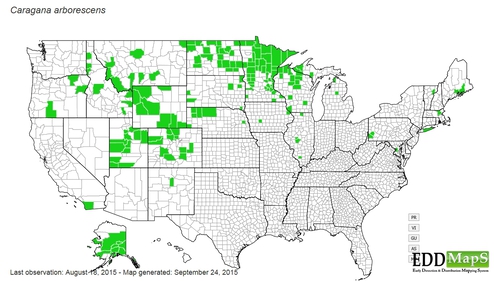 Caragana arborescens
PR
VI
GU
AS
Last observation: August 18, 2015 - Map generated: September 24, 2015
EDDMapS
Early Detection & Distribution Mapping System